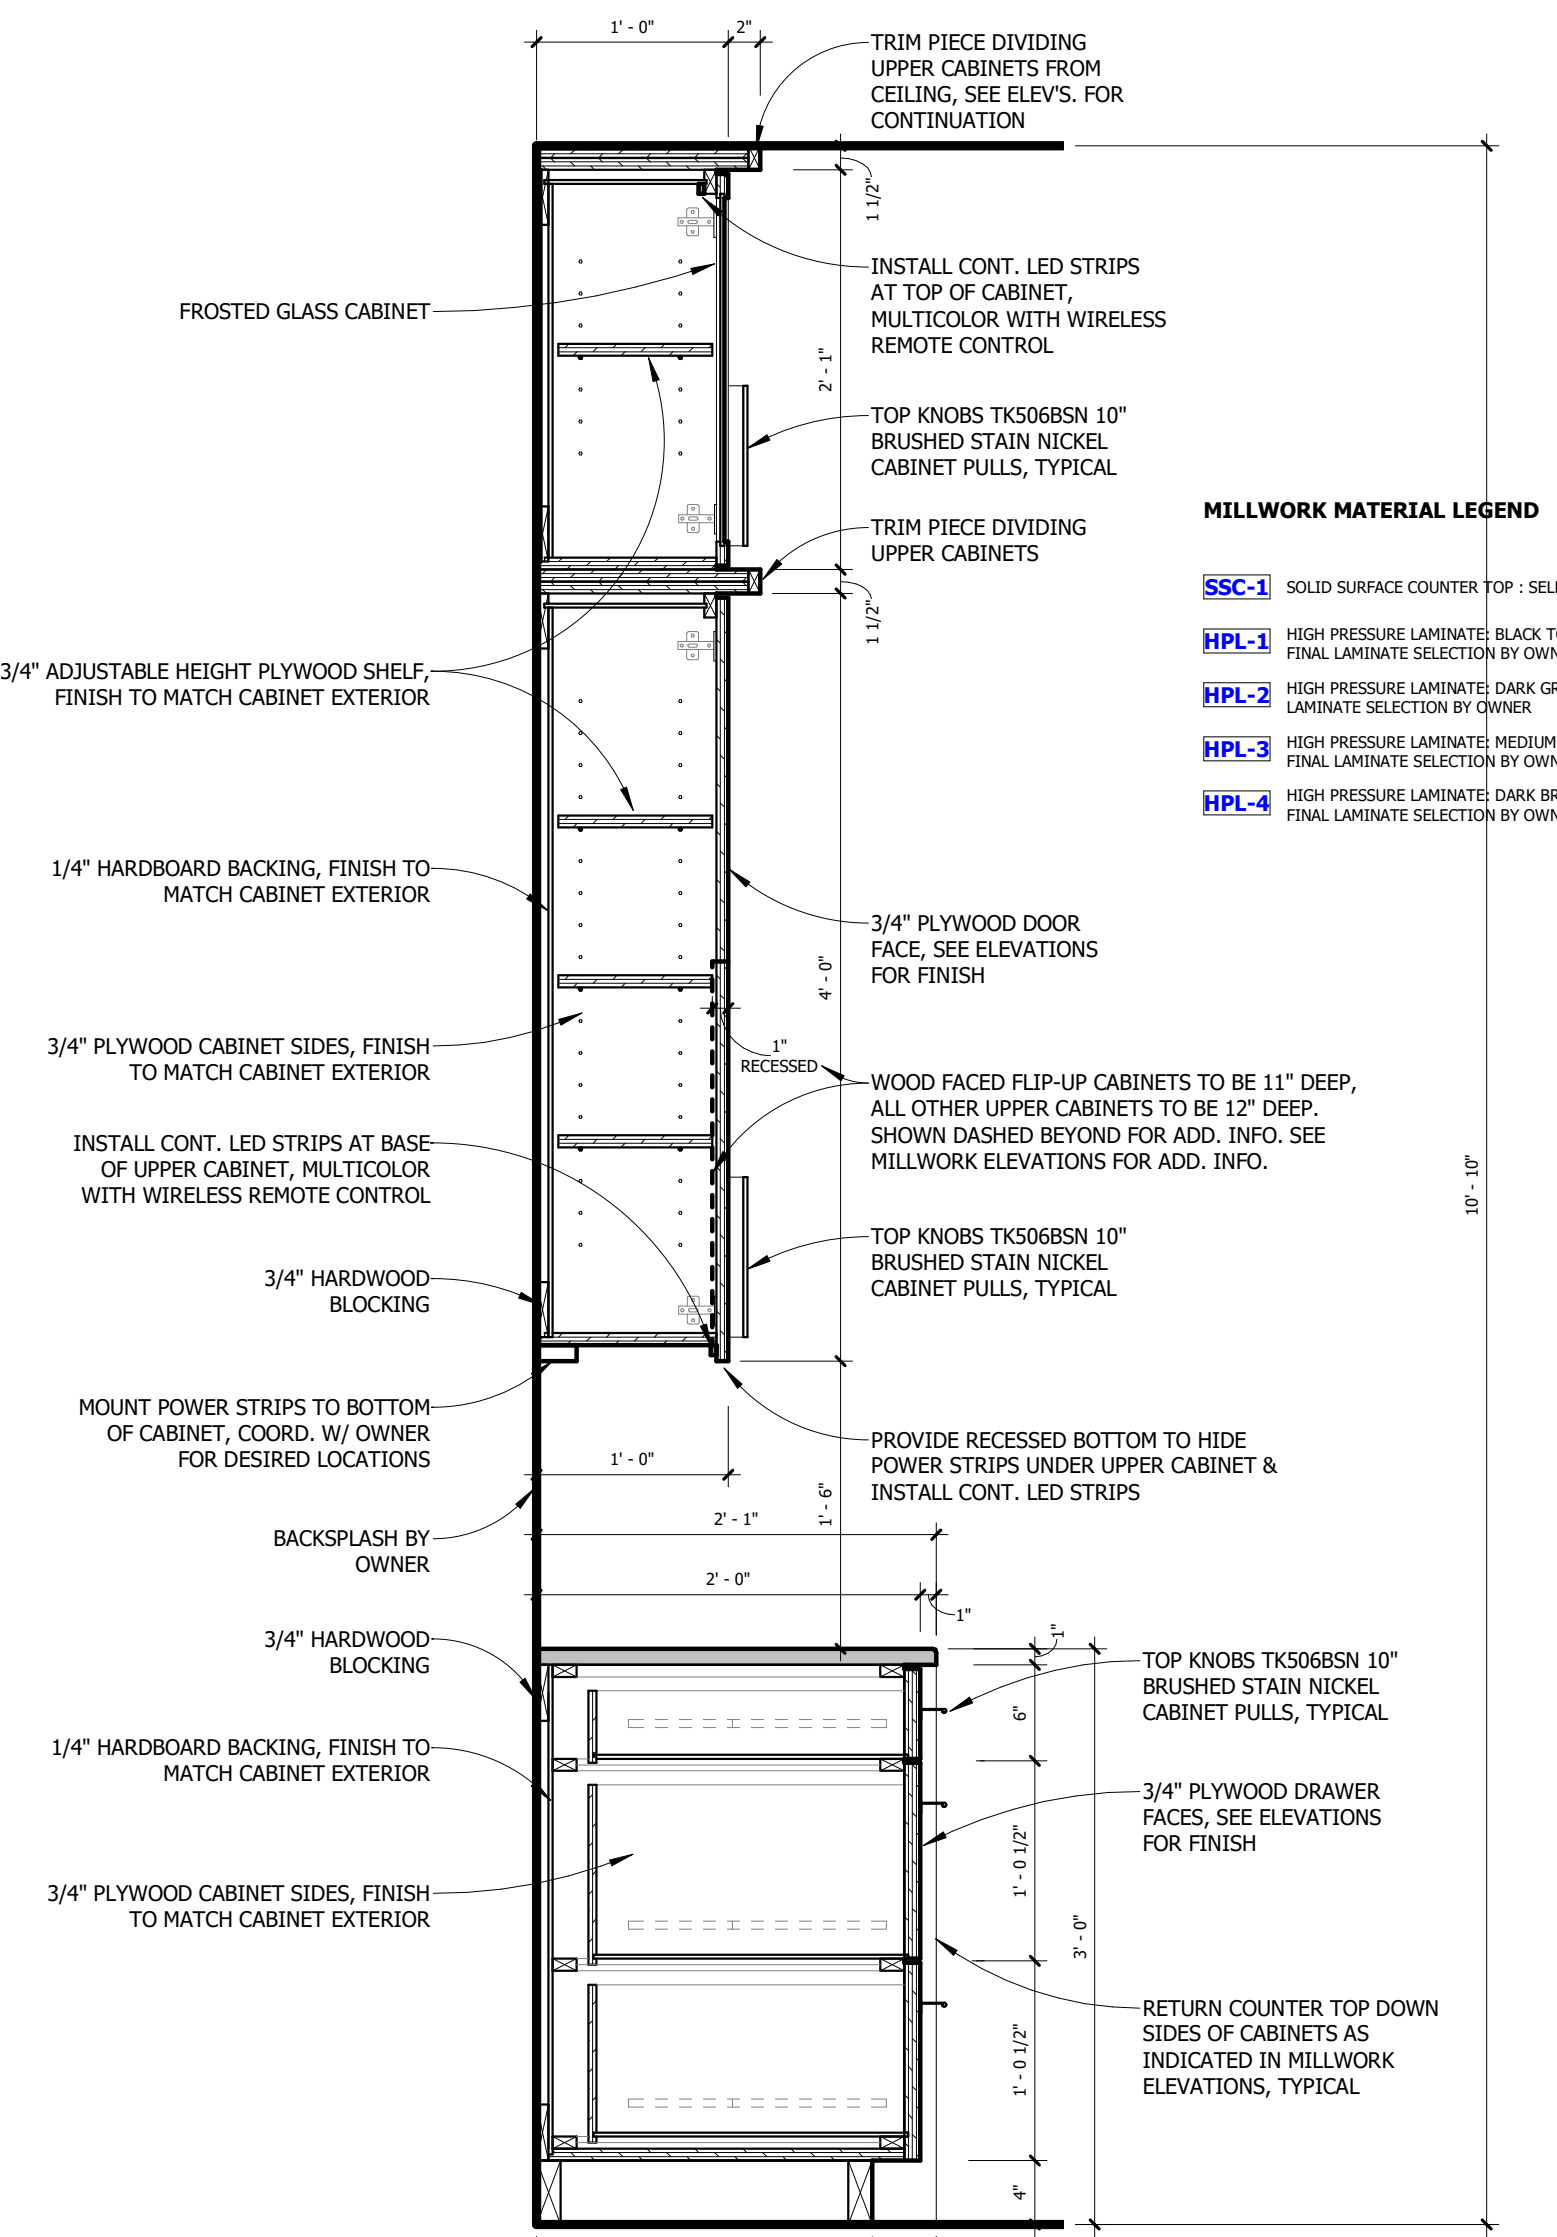 1' - 0"
2"
TRIM PIECE DIVIDING
UPPER CABINETS FROM
CEILING, SEE ELEV'S. FOR
CONTINUATION
1 1/2"
INSTALL CONT. LED STRIPS
AT TOP OF CABINET,
MULTICOLOR WITH WIRELESS
REMOTE CONTROL
FROSTED GLASS CABINET
2' - 1"
TOP KNOBS TK506BSN 10"
BRUSHED STAIN NICKEL
CABINET PULLS, TYPICAL
TRIM PIECE DIVIDING
UPPER CABINETS
1 1/2"
MILLWORK MATERIAL LEGEND
SSC-1 SOLID SURFACE COUNTER TOP :
HPL-1 HIGH PRESSURE LAMINATE: BLACK
FINAL LAMINATE SELECTION BY
HPL-2 HIGH PRESSURE LAMINATE: DARK
LAMINATE SELECTION BY OWNER
HPL-3 HIGH PRESSURE LAMINATE: MEDIUM
FINAL LAMINATE SELECTION BY
HPL-4 HIGH PRESSURE LAMINATE: DARK
FINAL LAMINATE SELECTION BY
3/4" ADJUSTABLE HEIGHT PLYWOOD SHELF,
FINISH TO MATCH CABINET EXTERIOR
1/4" HARDBOARD BACKING, FINISH TO
MATCH CABINET EXTERIOR
3/4" PLYWOOD DOOR
FACE, SEE ELEVATIONS
FOR FINISH
4' - 0"
3/4" PLYWOOD CABINET SIDES, FINISH
TO MATCH CABINET EXTERIOR
1"
RECESSED
WOOD FACED FLIP-UP CABINETS TO BE 11" DEEP,
ALL OTHER UPPER CABINETS TO BE 12" DEEP.
SHOWN DASHED BEYOND FOR ADD. INFO. SEE
MILLWORK ELEVATIONS FOR ADD. INFO.
INSTALL CONT. LED STRIPS AT BASE
OF UPPER CABINET, MULTICOLOR
WITH WIRELESS REMOTE CONTROL
10' - 10"
TOP KNOBS TK506BSN 10"
BRUSHED STAIN NICKEL
CABINET PULLS, TYPICAL
3/4" HARDWOOD
BLOCKING
MOUNT POWER STRIPS TO BOTTOM
OF CABINET, COORD. W/ OWNER
FOR DESIRED LOCATIONS
PROVIDE RECESSED BOTTOM TO HIDE
POWER STRIPS UNDER UPPER CABINET &
INSTALL CONT. LED STRIPS
1' - 0"
1' - 6"
2' - 1"
BACKSPLASH BY
OWNER
2' - 0"
1"
3/4" HARDWOOD
BLOCKING
1"
TOP KNOBS TK506BSN 10"
BRUSHED STAIN NICKEL
CABINET PULLS, TYPICAL
6"
1/4" HARDBOARD BACKING, FINISH TO
MATCH CABINET EXTERIOR
3/4" PLYWOOD DRAWER
FACES, SEE ELEVATIONS
FOR FINISH
1' - 0 1/2"
3/4" PLYWOOD CABINET SIDES, FINISH
TO MATCH CABINET EXTERIOR
3' - 0"
RETURN COUNTER TOP DOWN
SIDES OF CABINETS AS
INDICATED IN MILLWORK
ELEVATIONS, TYPICAL
1' - 0 1/2"
4"